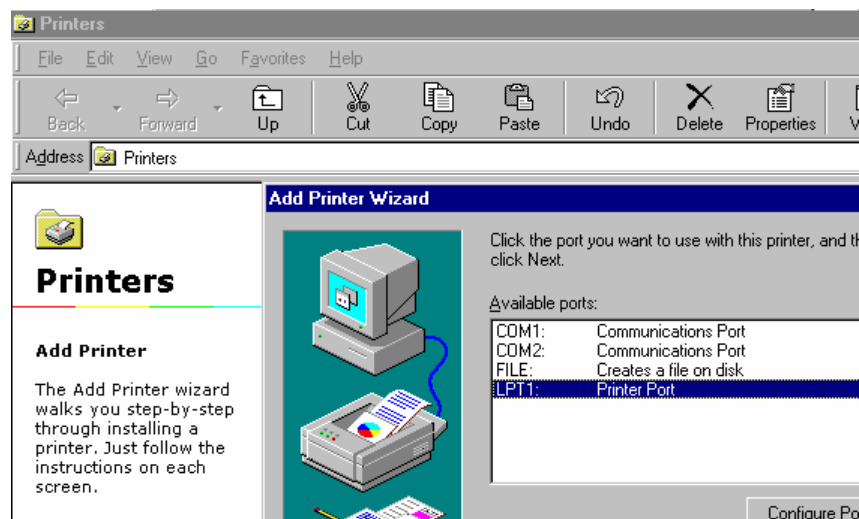 Printers
File Edit View Go Favorites Help
Back Forward Up Cut Copy Paste Undo Delete Properties
Address Printers
Add Printer Wizard
Click the port you want to use with this printer, and
click Next.
Available ports:
COM1: Communications Port
COM2: Communications Port
FILE: Creates a file on disk
LPT1: Printer Port
Configure
Printers
Add Printer
The Add Printer wizard
walks you step-by-step
through installing a
printer. Just follow the
instructions on each
screen.